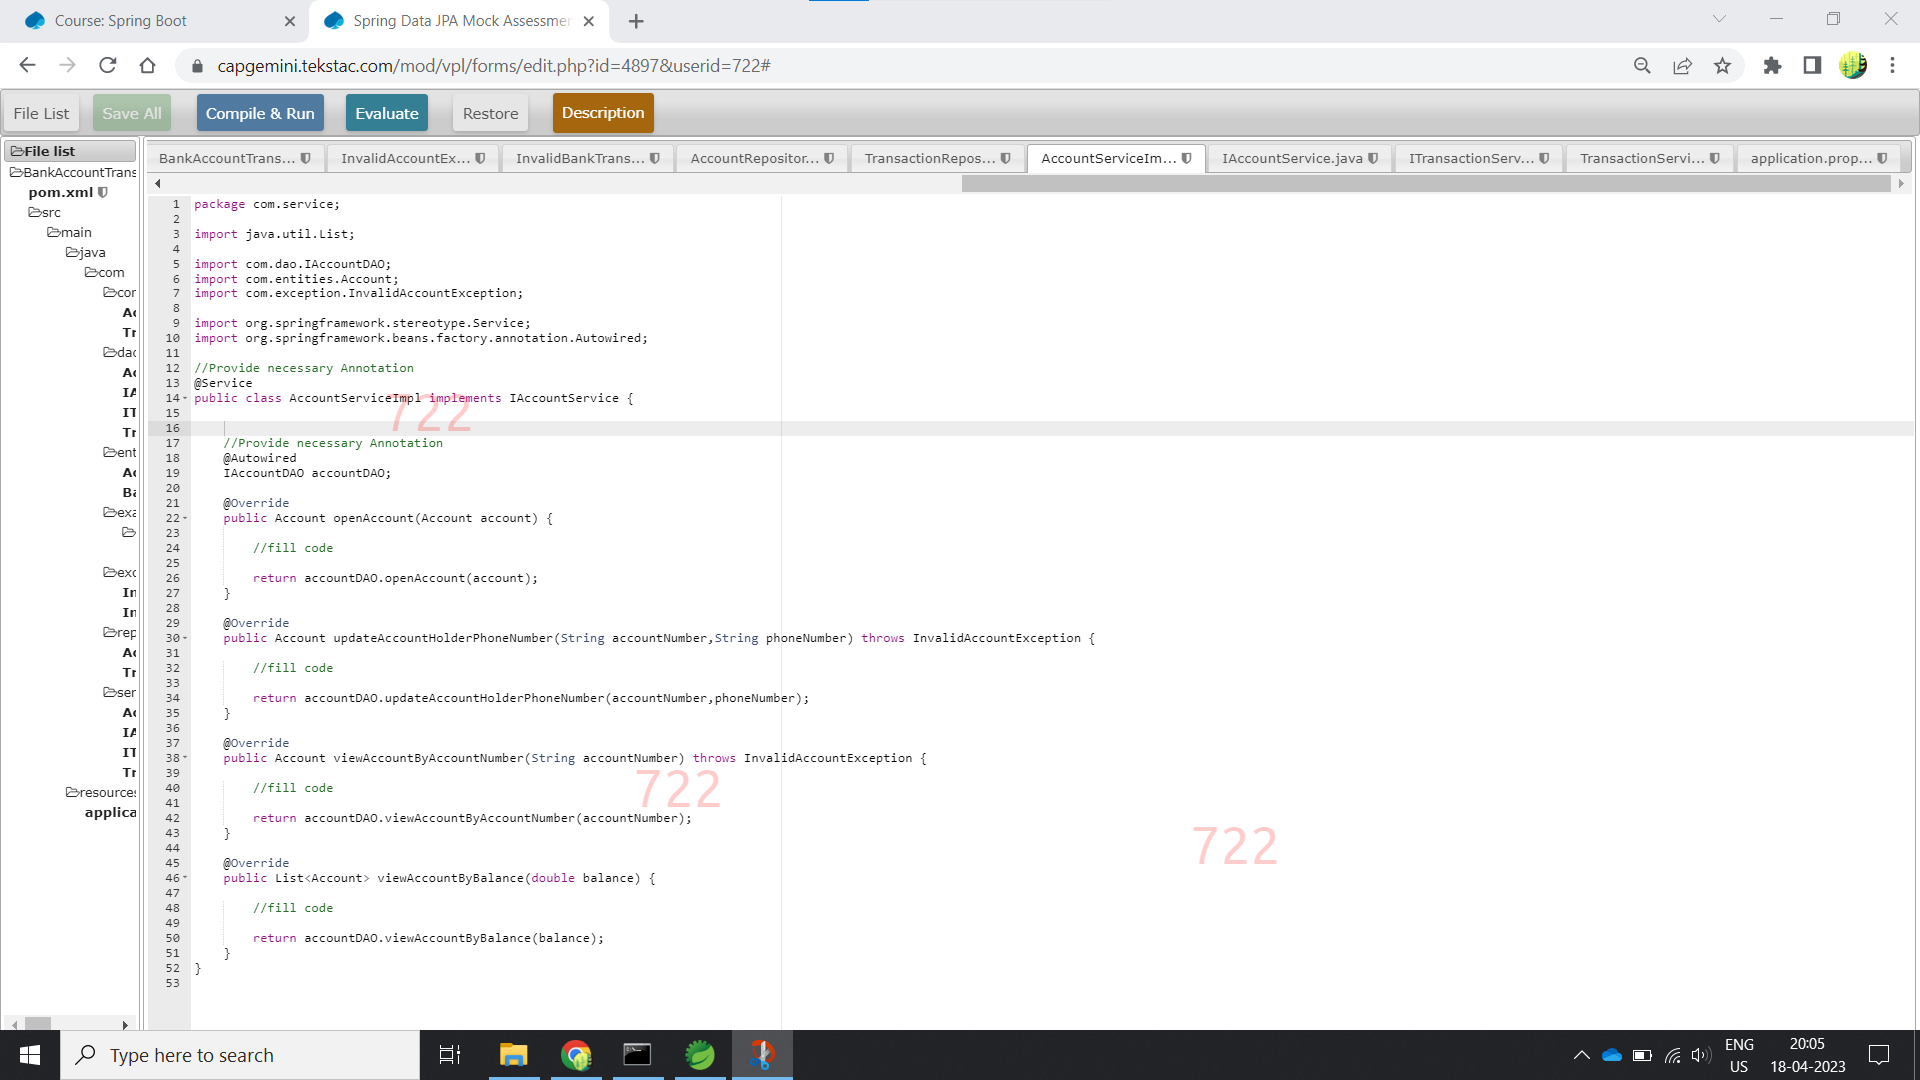 Course: Spring Boot
Spring Data JPA Mock Assessmen
capgemini.tekstac.com/mod/vpl/forms/edit.php?id=4897&userid=722#
File List
Save All
Compile & Run
Evaluate
Restore
Description
File list
BankAccountTrans
pom.xml
src
main
java
com
cor
Ac
Tr
dac
Ac
IA
IT
Tr
ent
Ac
Ba
exa
exc
In
In
rep
Ac
Tr
ser
Ac
IA
IT
Tr
resources
applica
BankAccountTrans...
InvalidAccountEx...
InvalidBankTrans...
AccountRepositor...
TransactionRepos...
AccountServiceIm...
IAccountService.java
ITransactionServ...
TransactionServi...
application.prop...
1 package com.service;
2
3 import java.util.List;
4
5 import com.dao.IAccountDAO;
6 import com.entities.Account;
7 import com.exception.InvalidAccountException;
8
9 import org.springframework.stereotype.Service;
10 import org.springframework.beans.factory.annotation.Autowired;
11
12 //Provide necessary Annotation
13 @Service
14 public class AccountServiceImpl implements IAccountService {
15
16
17 //Provide necessary Annotation
18 @Autowired
19 IAccountDAO accountDAO;
20
21 @Override
22 public Account openAccount(Account account) {
23
24 //fill code
25
26 return accountDAO.openAccount(account);
27 }
28
29 @Override
30 public Account updateAccountHolderPhoneNumber(String accountNumber,String phoneNumber) throws InvalidAccountException {
31
32 //fill code
33
34 return accountDAO.updateAccountHolderPhoneNumber(accountNumber,phoneNumber);
35 }
36
37 @Override
38 public Account viewAccountByAccountNumber(String accountNumber) throws InvalidAccountException {
39
40 //fill code
41
42 return accountDAO.viewAccountByAccountNumber(accountNumber);
43 }
44
45 @Override
46 public List<Account> viewAccountByBalance(double balance) {
47
48 //fill code
49
50 return accountDAO.viewAccountByBalance(balance);
51 }
52 }
53
722
722
722
Type here to search
ENG
US
20:05
18-04-2023